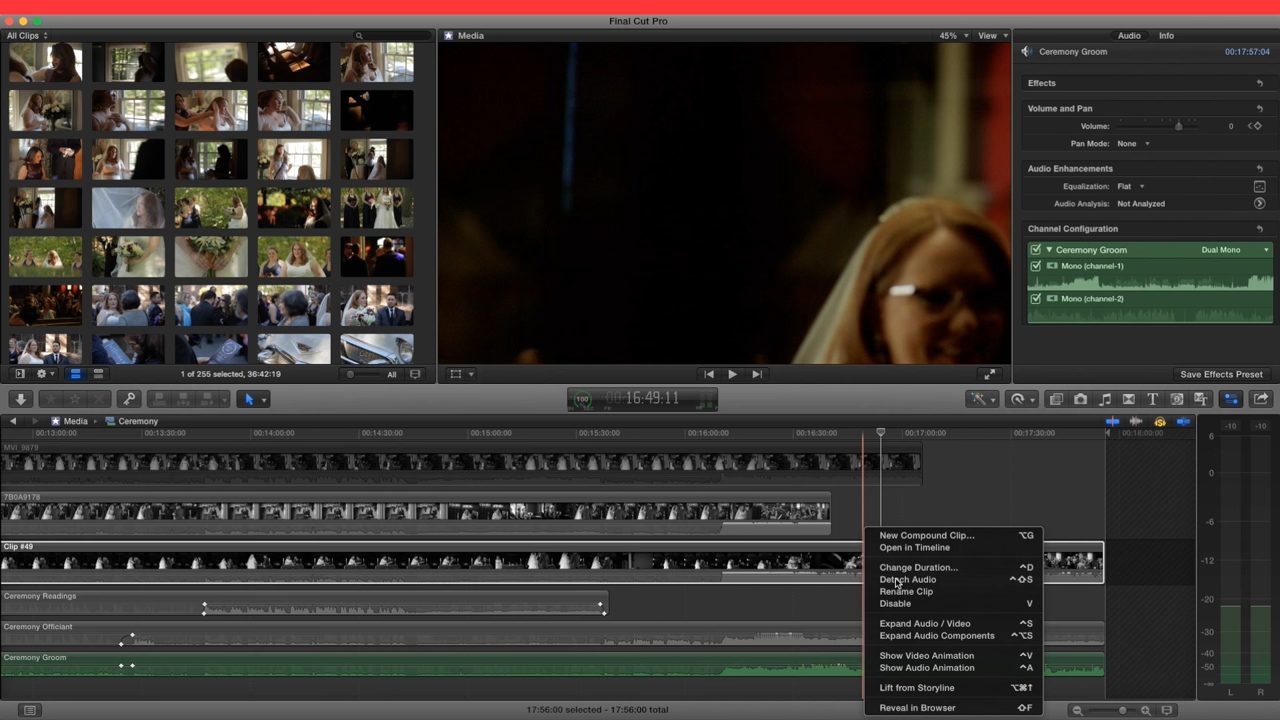 Final Cut Pro
All Clips
Media
45%
View
Audio
Info
Ceremony Groom
00:17:57:04
Effects
Volume and Pan
Volume:
0
Pan Mode: None
Audio Enhancements
Equalization: Flat
Audio Analysis: Not Analyzed
Channel Configuration
Ceremony Groom
Dual Mono
Mono (channel-1)
Mono (channel-2)
1 of 255 selected, 36:42:19
All
Save Effects Preset
100
16:49:11
Media
Ceremony
00:13:00:00
00:13:30:00
00:14:00:00
00:14:30:00
00:15:00:00
00:15:30:00
00:16:00:00
00:16:30:00
00:17:00:00
00:17:30:00
00:18:00:00
MVI_9879
7B0A9178
Clip #49
Ceremony Readings
Ceremony Officiant
Ceremony Groom
New Compound Clip... ⌥G
Open in Timeline
Change Duration... ^D
Detach Audio ^⇧S
Rename Clip
Disable V
Expand Audio / Video ^S
Expand Audio Components ^⌥S
Show Video Animation ^V
Show Audio Animation ^A
Lift from Storyline ⌥⌘↑
Reveal in Browser ⇧F
-10 -10
6
0
-6
-12
-20
-30
-40
-50
-∞
L R
17:56:00 selected - 17:56:00 total